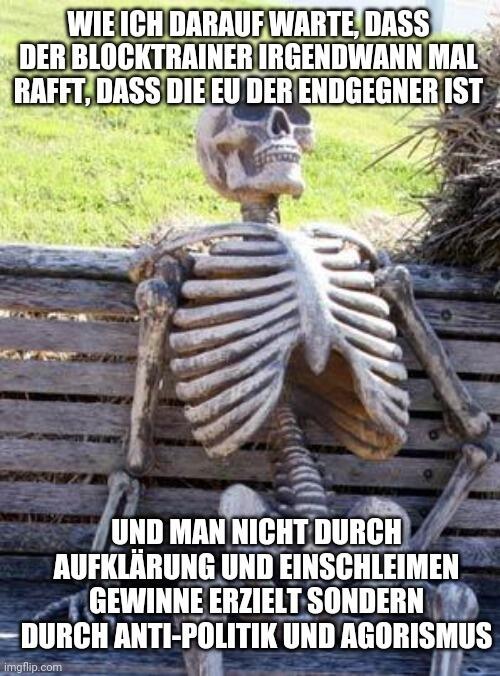 WIE ICH DARAUF WARTE, DASS
DER BLOCKTRAINER IRGENDWANN MAL
RAFFT, DASS DIE EU DER ENDGEGNER IST
UND MAN NICHT DURCH
AUFKLÄRUNG UND EINSCHLEIMEN
GEWINNE ERZIELT SONDERN
DURCH ANTI-POLITIK UND AGORISMUS
imgflip.com